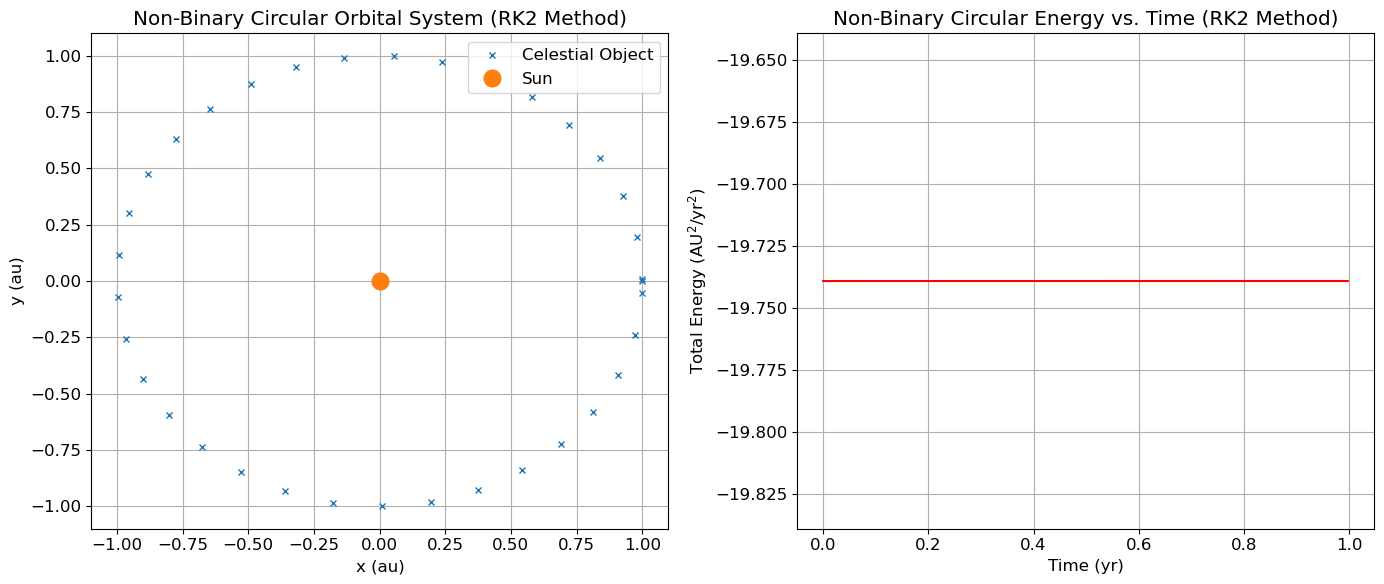 Non-Binary Circular Orbital System (RK2 Method)
1.00
0.75
0.50
0.25
0.00
−0.25
−0.50
−0.75
−1.00
y (au)
Celestial Object
Sun
−1.00 −0.75 −0.50 −0.25 0.00 0.25 0.50 0.75 1.00
x (au)
Non-Binary Circular Energy vs. Time (RK2 Method)
−19.650
−19.675
−19.700
−19.725
−19.750
−19.775
−19.800
−19.825
Total Energy (AU²/yr²)
0.0 0.2 0.4 0.6 0.8 1.0
Time (yr)